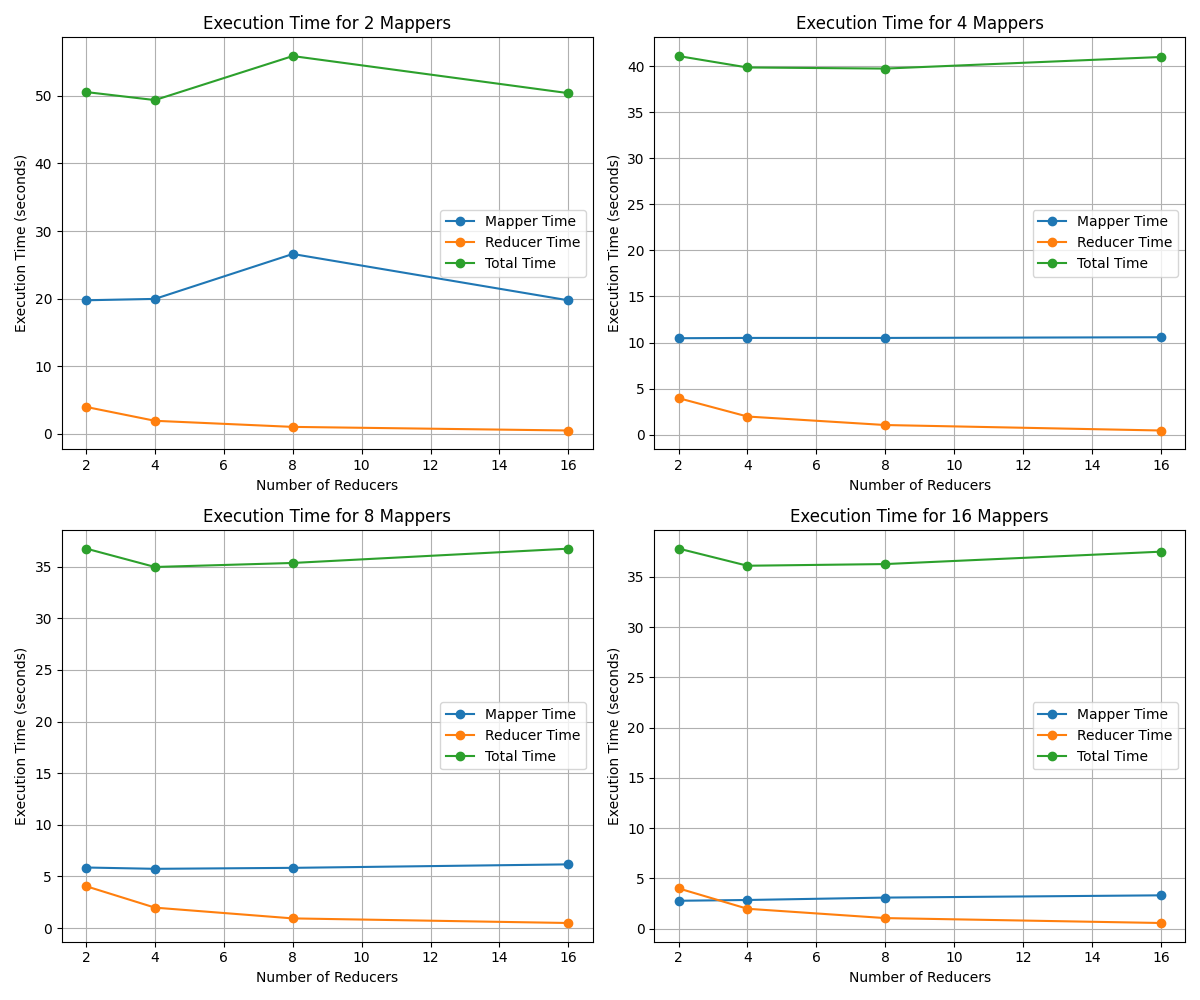 Execution Time for 2 Mappers
Execution Time (seconds)
50
40
30
20
10
0
Mapper Time
Reducer Time
Total Time
2 4 6 8 10 12 14 16
Number of Reducers
Execution Time for 4 Mappers
Execution Time (seconds)
40
35
30
25
20
15
10
5
0
Mapper Time
Reducer Time
Total Time
2 4 6 8 10 12 14 16
Number of Reducers
Execution Time for 8 Mappers
Execution Time (seconds)
35
30
25
20
15
10
5
0
Mapper Time
Reducer Time
Total Time
2 4 6 8 10 12 14 16
Number of Reducers
Execution Time for 16 Mappers
Execution Time (seconds)
35
30
25
20
15
10
5
0
Mapper Time
Reducer Time
Total Time
2 4 6 8 10 12 14 16
Number of Reducers